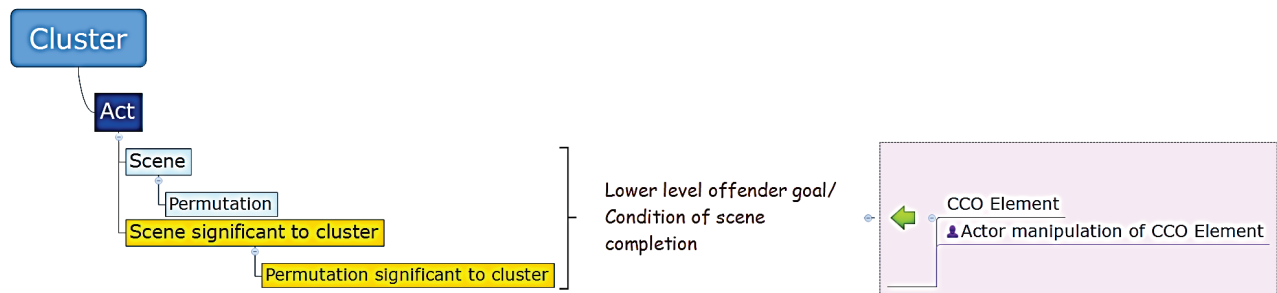 Cluster
Act
Scene
Permutation
Scene significant to cluster
Permutation significant to cluster
Lower level offender goal/
Condition of scene
completion
CCO Element
Actor manipulation of CCO Element